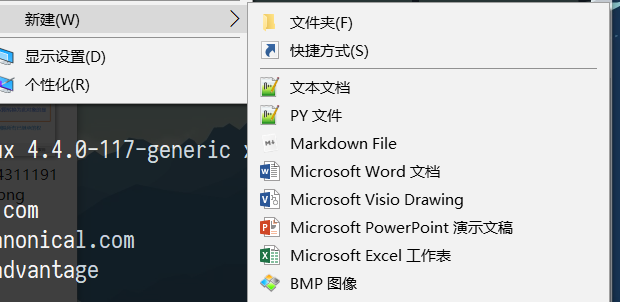 新建(W)
显示设置(D)
个性化(R)
文件夹(F)
快捷方式(S)
文本文档
PY 文件
Markdown File
Microsoft Word 文档
Microsoft Visio Drawing
Microsoft PowerPoint 演示文稿
Microsoft Excel 工作表
BMP 图像
ux 4.4.0-117-generic x
4311191
ong
.com
anonical.com
advantage